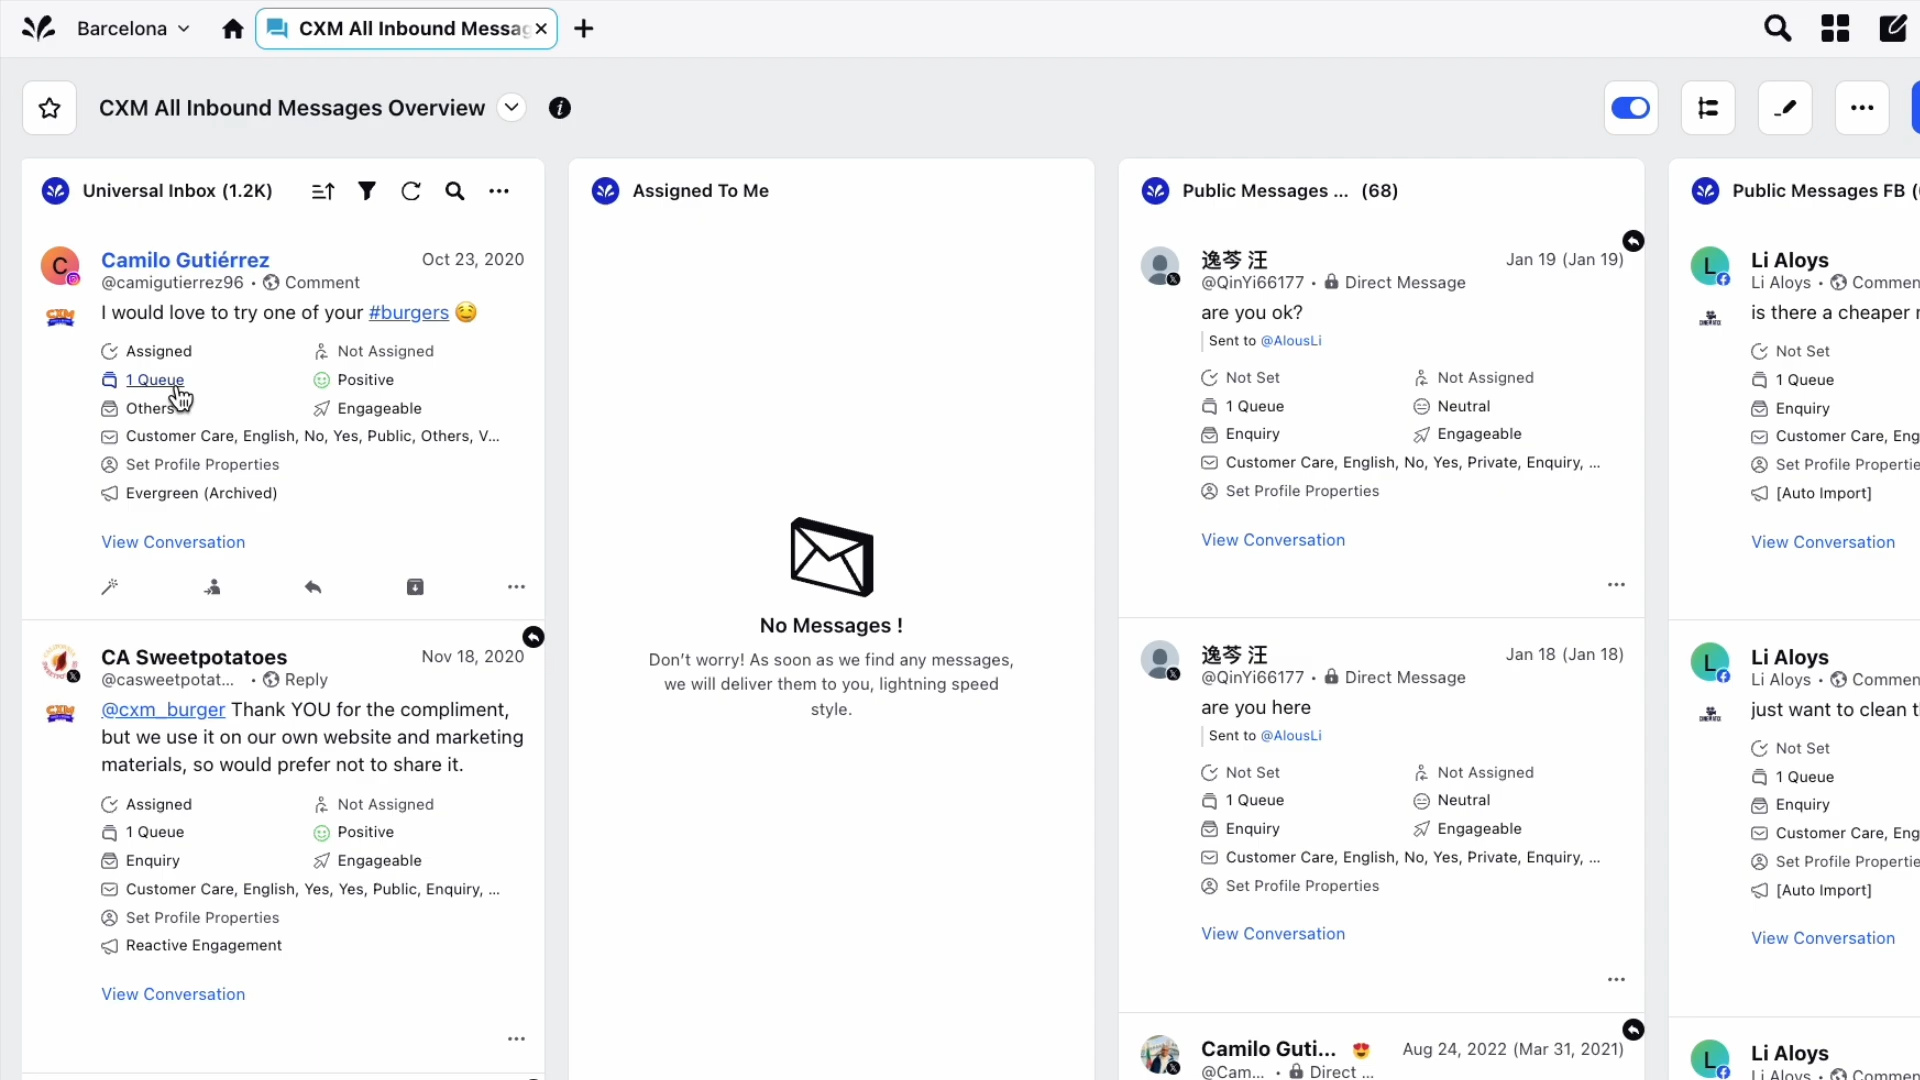 Barcelona
CXM All Inbound Messag
CXM All Inbound Messages Overview
Universal Inbox (1.2K)
Camilo Gutiérrez
Oct 23, 2020
@camigutierrez96 • Comment
I would love to try one of your #burgers 🤤
Assigned
Not Assigned
1 Queue
Positive
Others
Engageable
Customer Care, English, No, Yes, Public, Others, V...
Set Profile Properties
Evergreen (Archived)
View Conversation
CA Sweetpotatoes
Nov 18, 2020
@casweetpotat... • Reply
@cxm_burger Thank YOU for the compliment,
but we use it on our own website and marketing
materials, so would prefer not to share it.
Assigned
Not Assigned
1 Queue
Positive
Enquiry
Engageable
Customer Care, English, Yes, Yes, Public, Enquiry, ...
Set Profile Properties
Reactive Engagement
View Conversation
Assigned To Me
No Messages !
Don't worry! As soon as we find any messages,
we will deliver them to you, lightning speed
style.
Public Messages ... (68)
逸芩 汪
Jan 19 (Jan 19)
@QinYi66177 • Direct Message
are you ok?
Sent to @AlousLi
Not Set
Not Assigned
1 Queue
Neutral
Enquiry
Engageable
Customer Care, English, No, Yes, Private, Enquiry, ...
Set Profile Properties
View Conversation
逸芩 汪
Jan 18 (Jan 18)
@QinYi66177 • Direct Message
are you here
Sent to @AlousLi
Not Set
Not Assigned
1 Queue
Neutral
Enquiry
Engageable
Customer Care, English, No, Yes, Private, Enquiry, ...
Set Profile Properties
View Conversation
Camilo Guti... 😍
Aug 24, 2022 (Mar 31, 2021)
@Cam... • Direct ...
Public Messages FB (
L
Li Aloys
Li Aloys • Commen
is there a cheaper
Not Set
1 Queue
Enquiry
Customer Care, Eng
Set Profile Propertie
[Auto Import]
View Conversation
L
Li Aloys
Li Aloys • Commen
just want to clean t
Not Set
1 Queue
Enquiry
Customer Care, Eng
Set Profile Propertie
[Auto Import]
View Conversation
L
Li Aloys
Li Aloys • Commen